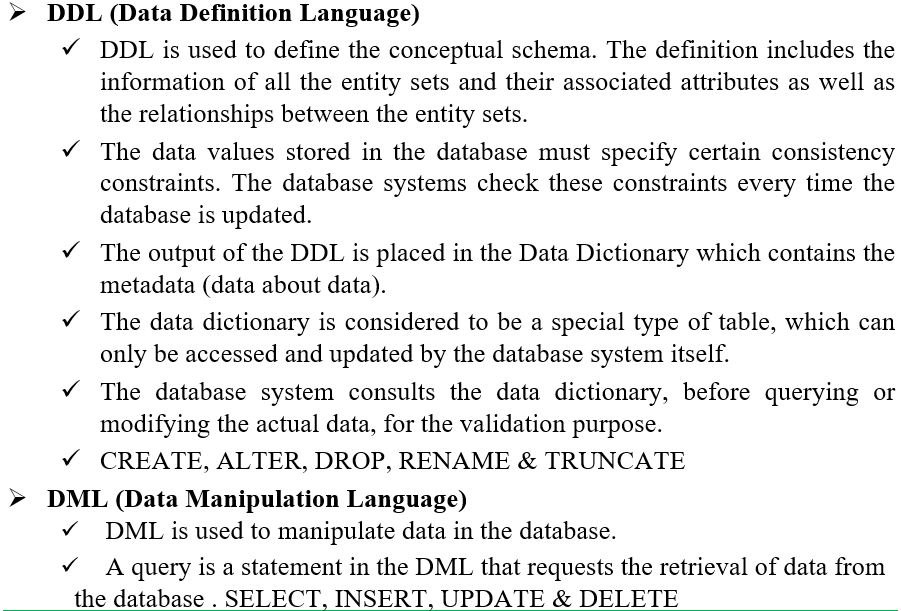 ➢ DDL (Data Definition Language)
✓ DDL is used to define the conceptual schema. The definition includes the
information of all the entity sets and their associated attributes as well as
the relationships between the entity sets.
✓ The data values stored in the database must specify certain consistency
constraints. The database systems check these constraints every time the
database is updated.
✓ The output of the DDL is placed in the Data Dictionary which contains the
metadata (data about data).
✓ The data dictionary is considered to be a special type of table, which can
only be accessed and updated by the database system itself.
✓ The database system consults the data dictionary, before querying or
modifying the actual data, for the validation purpose.
✓ CREATE, ALTER, DROP, RENAME & TRUNCATE
➢ DML (Data Manipulation Language)
✓ DML is used to manipulate data in the database.
✓ A query is a statement in the DML that requests the retrieval of data from
the database . SELECT, INSERT, UPDATE & DELETE